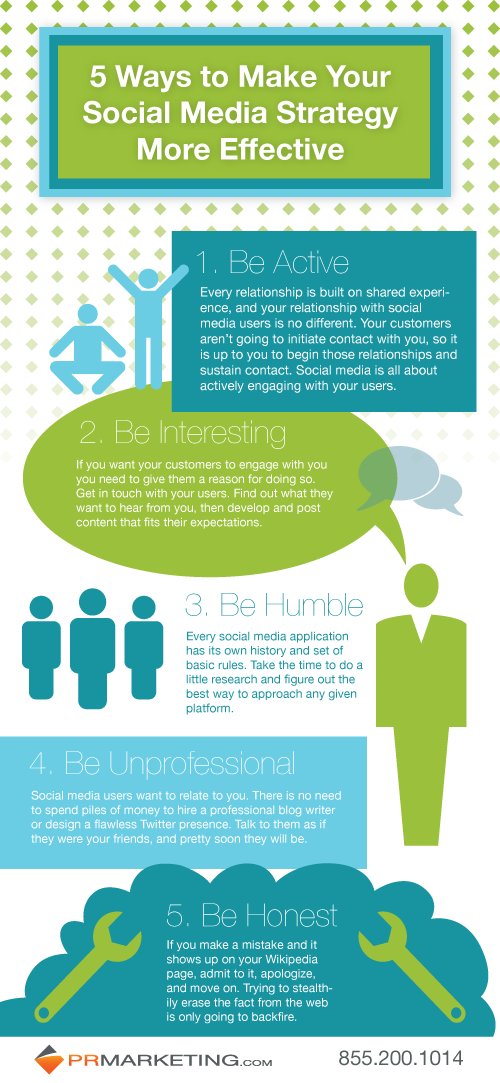 5 Ways to Make Your
Social Media Strategy
More Effective
1. Be Active
Every relationship is built on shared experi-
ence, and your relationship with social
media users is no different. Your customers
aren't going to initiate contact with you, so it
is up to you to begin those relationships and
sustain contact. Social media is all about
actively engaging with your users.
2. Be Interesting
If you want your customers to engage with you
you need to give them a reason for doing so.
Get in touch with your users. Find out what they
want to hear from you, then develop and post
content that fits their expectations.
3. Be Humble
Every social media application
has its own history and set of
basic rules. Take the time to do a
little research and figure out the
best way to approach any given
platform.
4. Be Unprofessional
Social media users want to relate to you. There is no need
to spend piles of money to hire a professional blog writer
or design a flawless Twitter presence. Talk to them as if
they were your friends, and pretty soon they will be.
5. Be Honest
If you make a mistake and it
shows up on your Wikipedia
page, admit to it, apologize,
and move on. Trying to stealth-
ily erase the fact from the web
is only going to backfire.
PRMARKETING.COM
855.200.1014